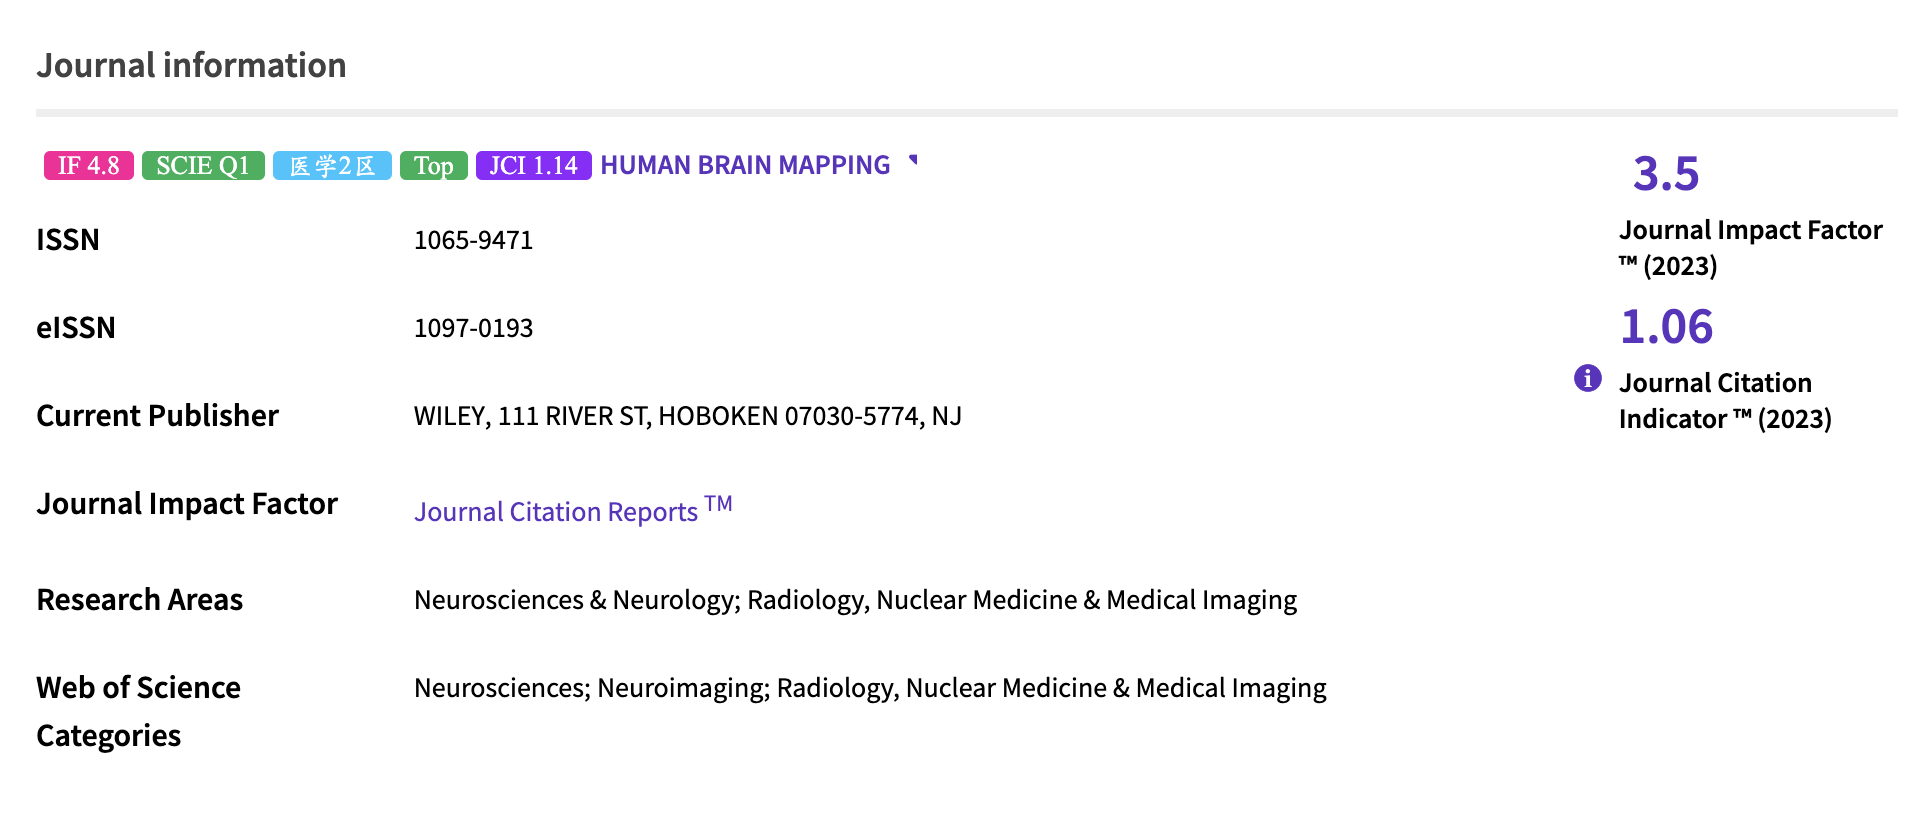 Journal information
IF 4.8 SCIE Q1 医学2区 Top JCI 1.14 HUMAN BRAIN MAPPING
ISSN 1065-9471
eISSN 1097-0193
Current Publisher WILEY, 111 RIVER ST, HOBOKEN 07030-5774, NJ
Journal Impact Factor Journal Citation Reports TM
Research Areas Neurosciences & Neurology; Radiology, Nuclear Medicine & Medical Imaging
Web of Science Neurosciences; Neuroimaging; Radiology, Nuclear Medicine & Medical Imaging
Categories
3.5
Journal Impact Factor
™ (2023)
1.06
Journal Citation
Indicator ™ (2023)